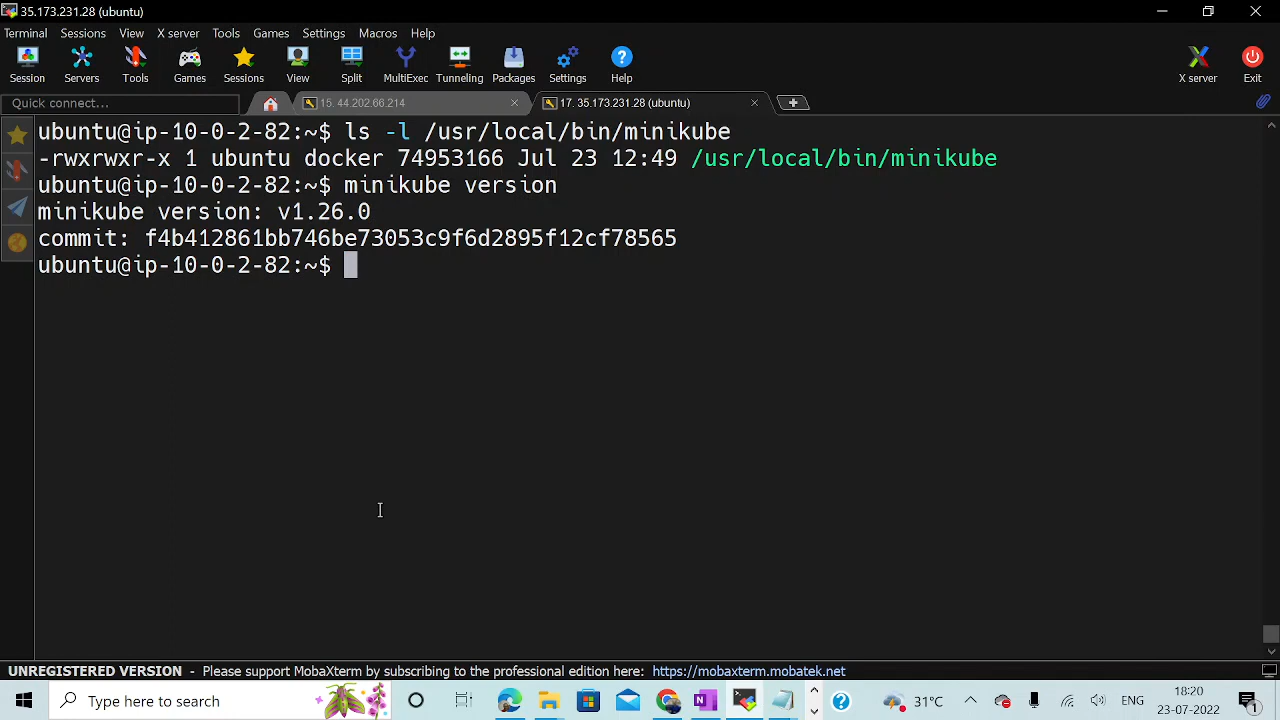 35.173.231.28 (ubuntu)
Terminal Sessions View X server Tools Games Settings Macros Help
Session Servers Tools Games Sessions View Split MultiExec Tunneling Packages Settings Help X server Exit
Quick connect... 15. 44.202.66.214 17. 35.173.231.28 (ubuntu)
ubuntu@ip-10-0-2-82:~$ ls -l /usr/local/bin/minikube
-rwxrwxr-x 1 ubuntu docker 74953166 Jul 23 12:49 /usr/local/bin/minikube
ubuntu@ip-10-0-2-82:~$ minikube version
minikube version: v1.26.0
commit: f4b412861bb746be73053c9f6d2895f12cf78565
ubuntu@ip-10-0-2-82:~$
UNREGISTERED VERSION - Please support MobaXterm by subscribing to the professional edition here: https://mobaxterm.mobatek.net
Type here to search 31°C ENG 18:20
23-07-2022 1